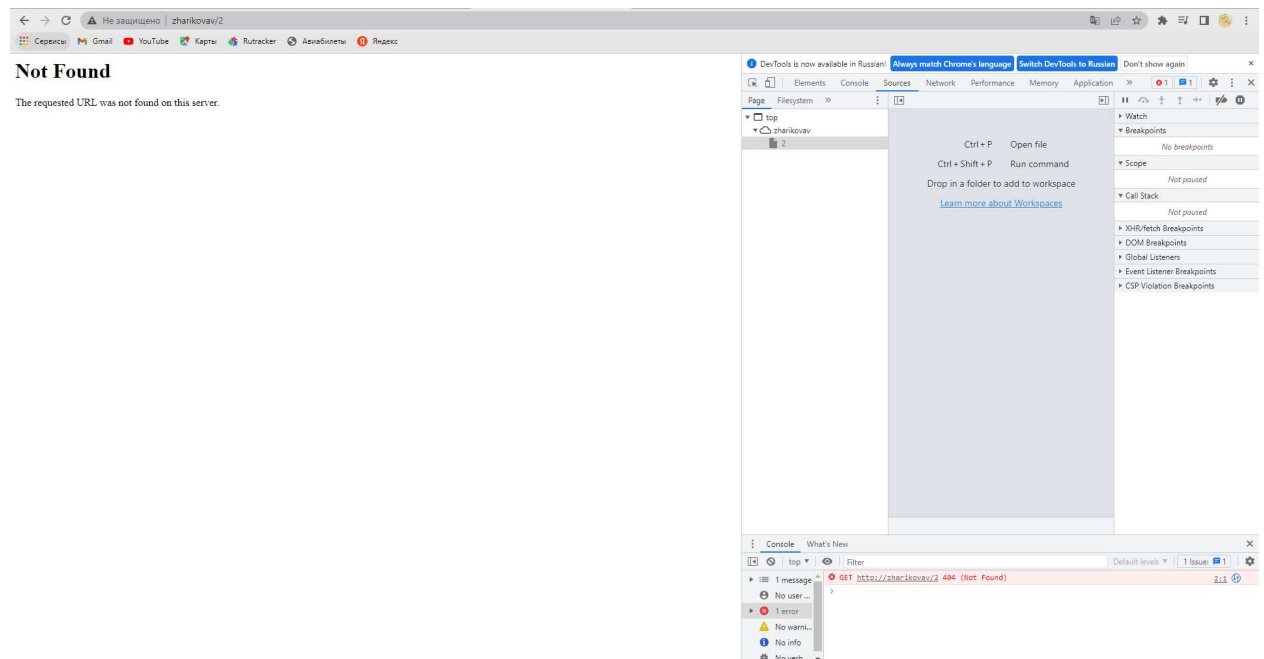 Не защищено | zharikovav/2
Сервисы Gmail YouTube Карты Rutracker Авиабилеты Яндекс
Not Found
The requested URL was not found on this server.
DevTools is now available in Russian! Always match Chrome's language Switch DevTools to Russian Don't show again
Elements Console Sources Network Performance Memory Application » 1 1
Page Filesystem »
top
zharikovav
2
Ctrl + P Open file
Ctrl + Shift + P Run command
Drop in a folder to add to workspace
Learn more about Workspaces
Watch
Breakpoints
No breakpoints
Scope
Not paused
Call Stack
Not paused
XHR/fetch Breakpoints
DOM Breakpoints
Global Listeners
Event Listener Breakpoints
CSP Violation Breakpoints
Console What's New
top Filter Default levels 1 Issue: 1
1 message
No user ...
1 error
No warni...
No info
No verb
GET http://zharikovav/2 404 (Not Found) 2:1